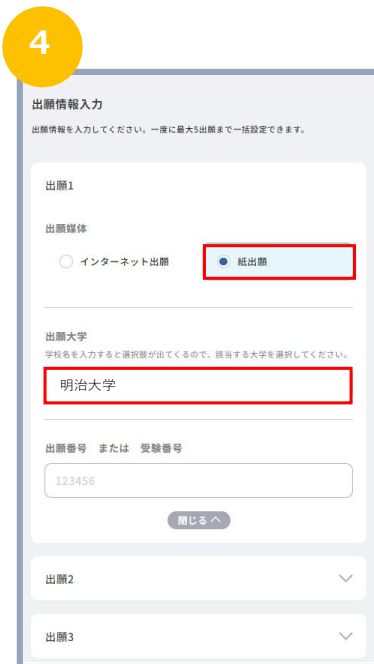 4
出願情報入力
出願情報を入力してください。一度に最大5出願まで一括設定できます。
出願1
出願媒体
インターネット出願
紙出願
出願大学
学校名を入力すると選択肢が出てくるので、該当する大学を選択してください。
明治大学
出願番号 または 受験番号
123456
閉じる
出願2
出願3